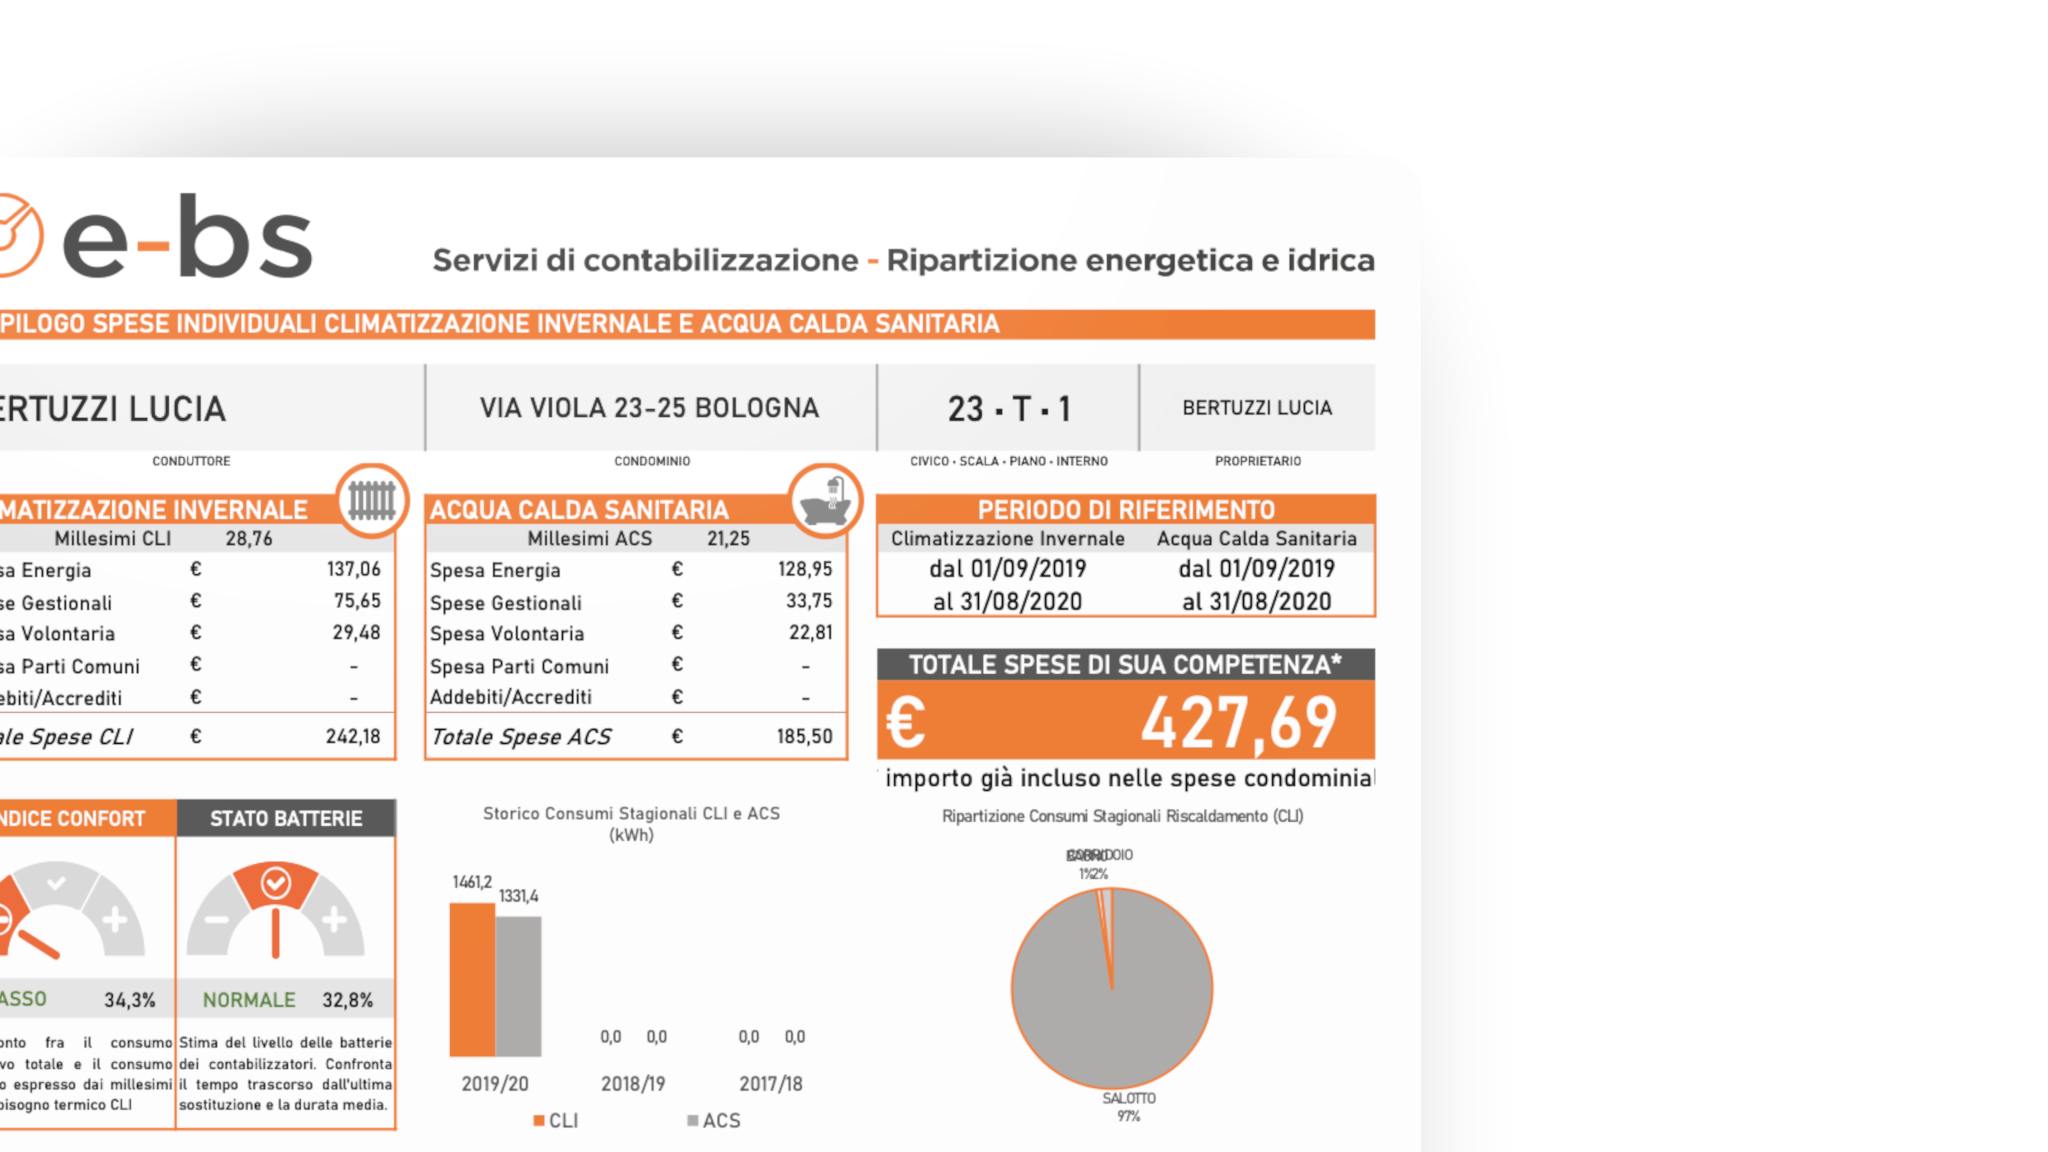 e-bs
Servizi di contabilizzazione - Ripartizione energetica e idrica
PILOGO SPESE INDIVIDUALI CLIMATIZZAZIONE INVERNALE E ACQUA CALDA SANITARIA
ERTUZZI LUCIA
VIA VIOLA 23-25 BOLOGNA
23 · T · 1
BERTUZZI LUCIA
CONDUTTORE
CONDOMINIO
CIVICO · SCALA · PIANO · INTERNO
PROPRIETARIO
MATIZZAZIONE INVERNALE
Millesimi CLI 28,76
sa Energia € 137,06
se Gestionali € 75,65
sa Volontaria € 29,48
sa Parti Comuni € -
ebiti/Accrediti € -
ale Spese CLI € 242,18
ACQUA CALDA SANITARIA
Millesimi ACS 21,25
Spesa Energia € 128,95
Spese Gestionali € 33,75
Spesa Volontaria € 22,81
Spesa Parti Comuni € -
Addebiti/Accrediti € -
Totale Spese ACS € 185,50
PERIODO DI RIFERIMENTO
Climatizzazione Invernale Acqua Calda Sanitaria
dal 01/09/2019 dal 01/09/2019
al 31/08/2020 al 31/08/2020
TOTALE SPESE DI SUA COMPETENZA*
€ 427,69
importo già incluso nelle spese condominial
NDICE CONFORT
ASSO 34,3%
onto fra il consumo
vo totale e il consumo
o espresso dai millesimi
bisogno termico CLI
STATO BATTERIE
NORMALE 32,8%
Stima del livello delle batterie
dei contabilizzatori. Confronta
il tempo trascorso dall'ultima
sostituzione e la durata media.
Storico Consumi Stagionali CLI e ACS
(kWh)
1461,2
1331,4
0,0 0,0 0,0 0,0
2019/20 2018/19 2017/18
CLI ACS
Ripartizione Consumi Stagionali Riscaldamento (CLI)
CORRIDOIO
1% 2%
SALOTTO
97%